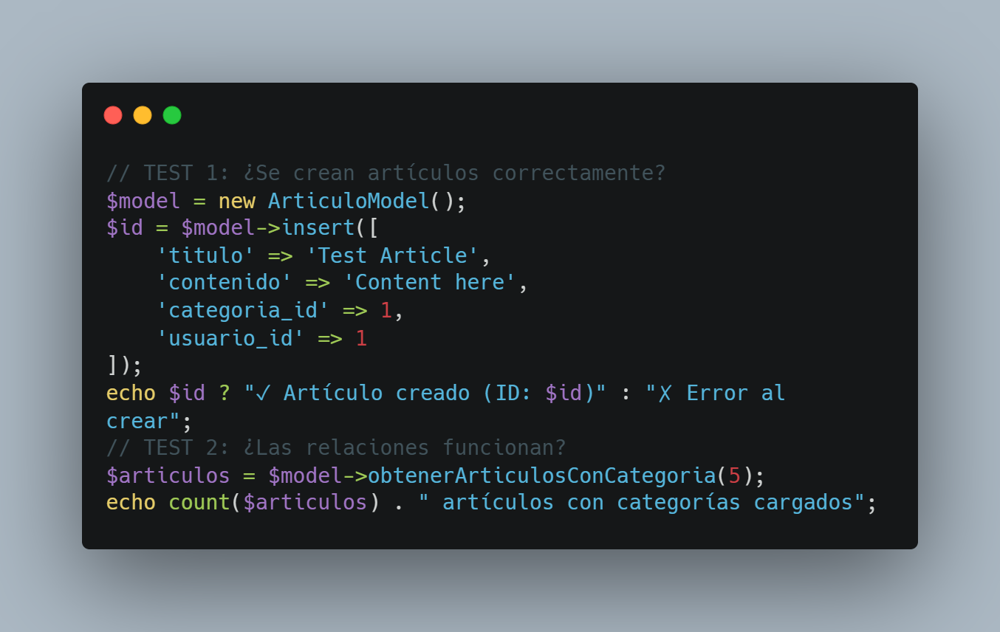 // TEST 1: ¿Se crean artículos correctamente?
$model = new ArticuloModel();
$id = $model->insert([
    'titulo' => 'Test Article',
    'contenido' => 'Content here',
    'categoria_id' => 1,
    'usuario_id' => 1
]);
echo $id ? "✓ Artículo creado (ID: $id)" : "✗ Error al
crear";
// TEST 2: ¿Las relaciones funcionan?
$articulos = $model->obtenerArticulosConCategoria(5);
echo count($articulos) . " artículos con categorías cargados";